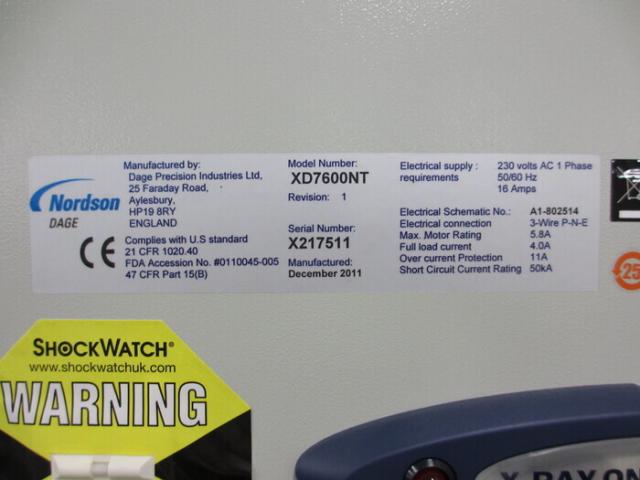 Nordson
DAGE
Manufactured by:
Dage Precision Industries Ltd,
25 Faraday Road,
Aylesbury,
HP19 8RY
ENGLAND
CE
Complies with U.S standard
21 CFR 1020.40
FDA Accession No. #0110045-005
47 CFR Part 15(B)
Model Number:
XD7600NT
Revision: 1
Serial Number:
X217511
Manufactured:
December 2011
Electrical supply : 230 volts AC 1 Phase
requirements 50/60 Hz
16 Amps
Electrical Schematic No.: A1-802514
Electrical connection 3-Wire P-N-E
Max. Motor Rating 5.8A
Full load current 4.0A
Over current Protection 11A
Short Circuit Current Rating 50kA
25
SHOCKWATCH®
www.shockwatchuk.com
WARNING
X-RAY ON